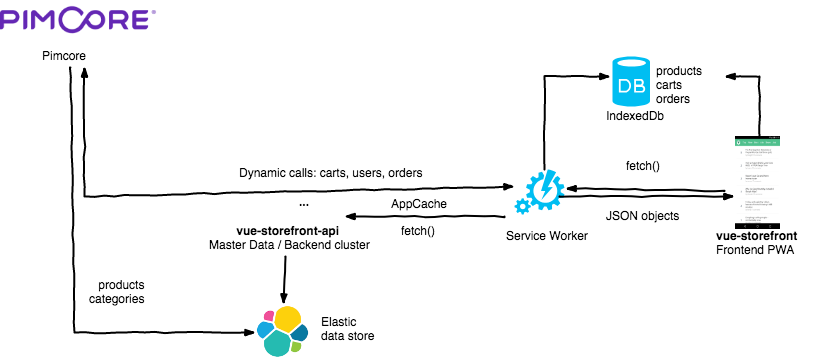 PIMCORE®
Pimcore
products
carts
orders
DB
IndexedDb
fetch()
Dynamic calls: carts, users, orders
...
AppCache
JSON objects
vue-storefront-api
fetch()
Service Worker
vue-storefront
Master Data / Backend cluster
Frontend PWA
products
categories
Elastic
data store